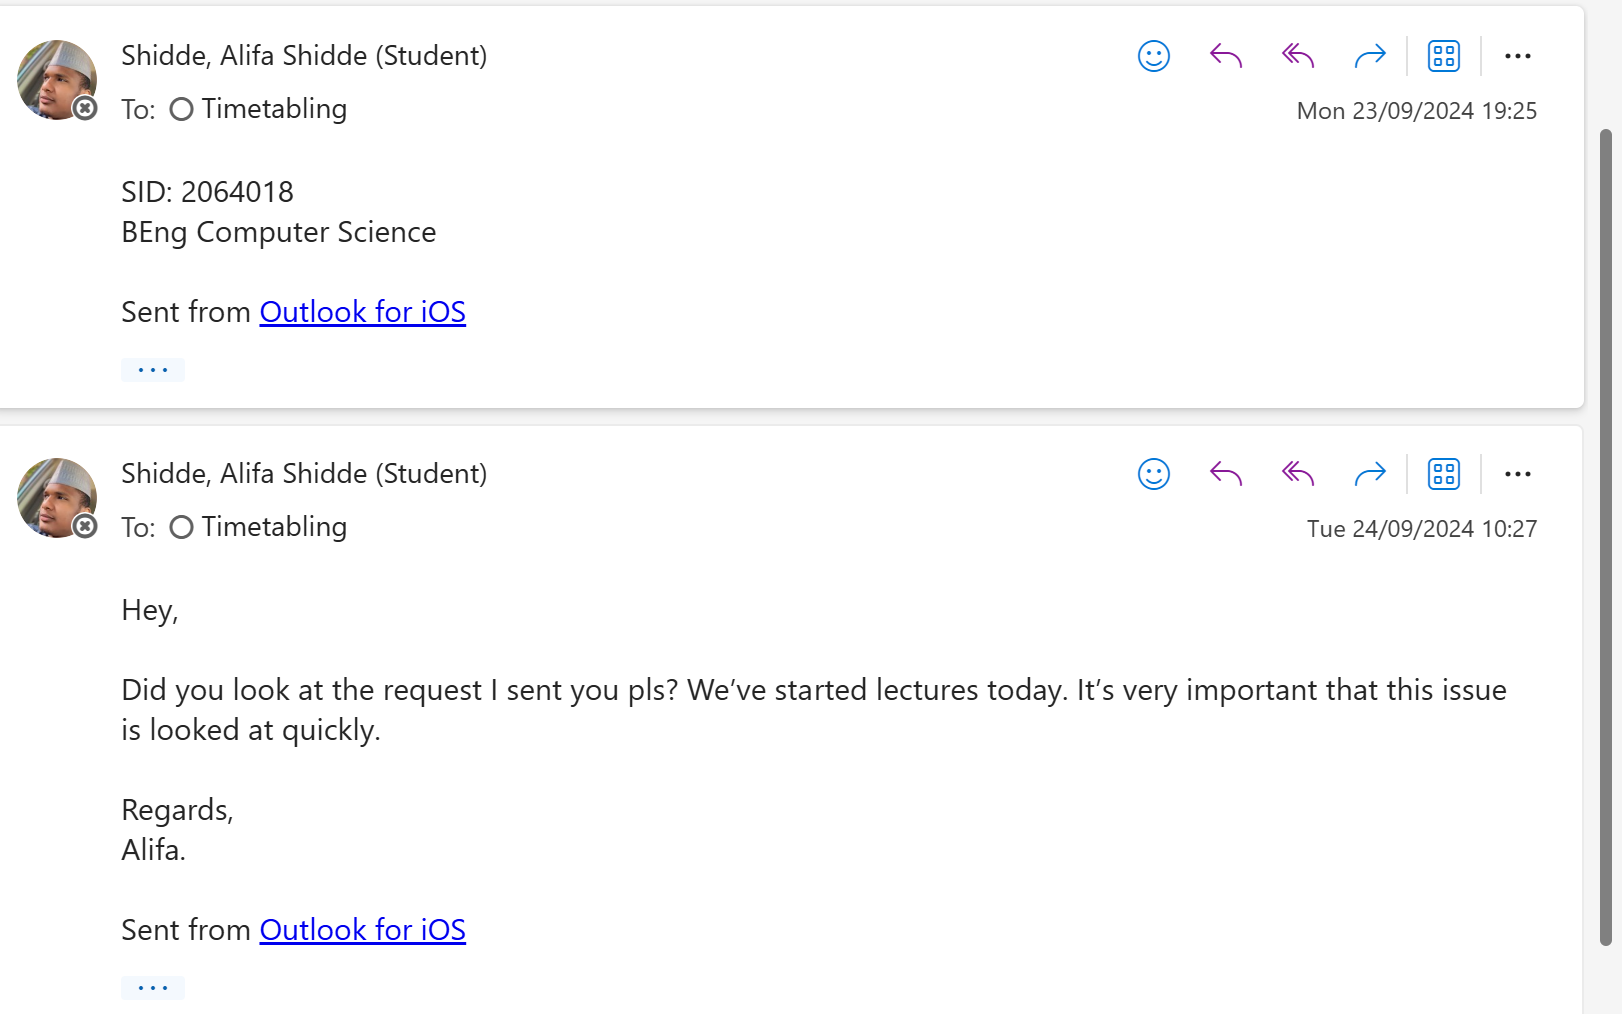 Shidde, Alifa Shidde (Student)
To: Timetabling
Mon 23/09/2024 19:25
SID: 2064018
BEng Computer Science
Sent from Outlook for iOS
...
Shidde, Alifa Shidde (Student)
To: Timetabling
Tue 24/09/2024 10:27
Hey,
Did you look at the request I sent you pls? We’ve started lectures today. It’s very important that this issue
is looked at quickly.
Regards,
Alifa.
Sent from Outlook for iOS
...